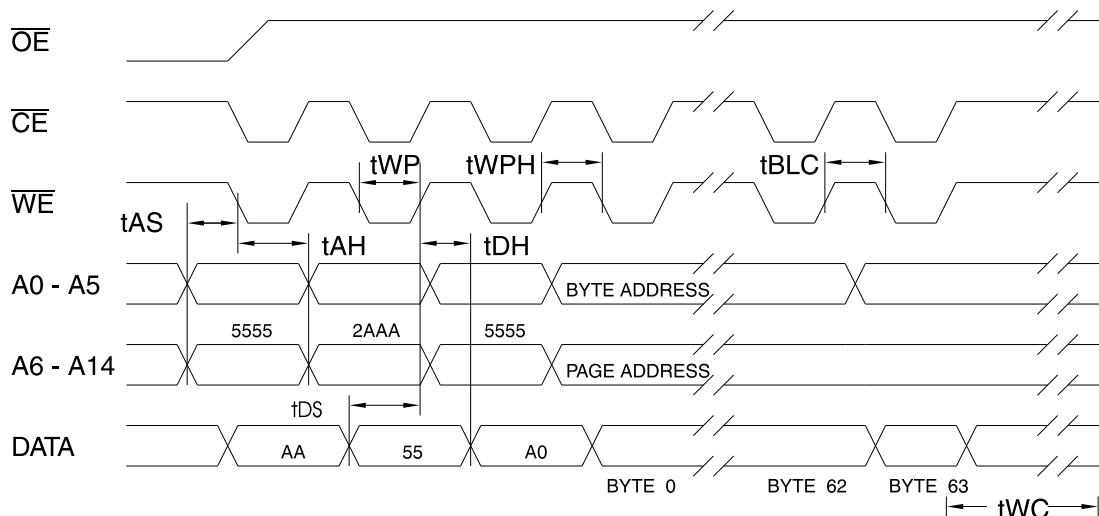 OE
CE
tWP tWPH tBLC
WE
tAS
tAH tDH
A0 - A5 BYTE ADDRESS
5555 2AAA 5555
A6 - A14 PAGE ADDRESS
tDS
DATA AA 55 A0
BYTE 0 BYTE 62 BYTE 63
tWC